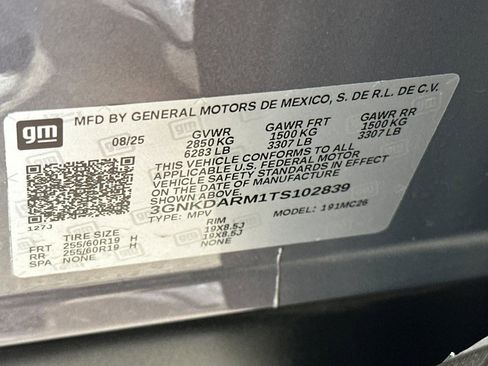 gm
MFD BY GENERAL MOTORS DE MEXICO, S. DE R.L. DE C.V.
08/25 GVWR GAWR FRT GAWR RR
2850 KG 1500 KG 1500 KG
6283 LB 3307 LB 3307 LB
THIS VEHICLE CONFORMS TO ALL
APPLICABLE U.S. FEDERAL MOTOR
VEHICLE SAFETY STANDARDS IN EFFECT
ON THE DATE OF MANUFACTURE
SHOWN ABOVE.
3GNKDARM1TS102839
TYPE: MPV MODEL: 191MC26
127J
TIRE SIZE RIM
FRT 255/60R19 H 19X8.5J
RR 255/60R19 H 19X8.5J
SPA NONE NONE